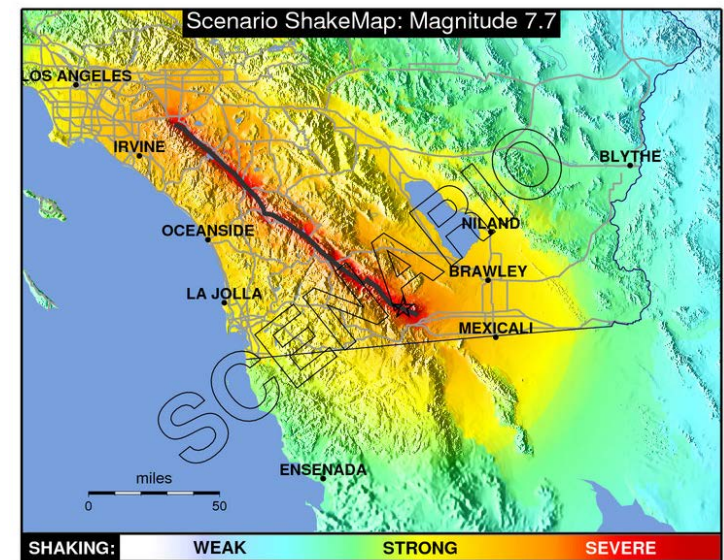 Scenario ShakeMap: Magnitude 7.7
LOS ANGELES
IRVINE
BLYTHE
OCEANSIDE
NILAND
LA JOLLA
BRAWLEY
MEXICALI
SCENARIO
ENSENADA
miles
0 50
SHAKING: WEAK STRONG SEVERE